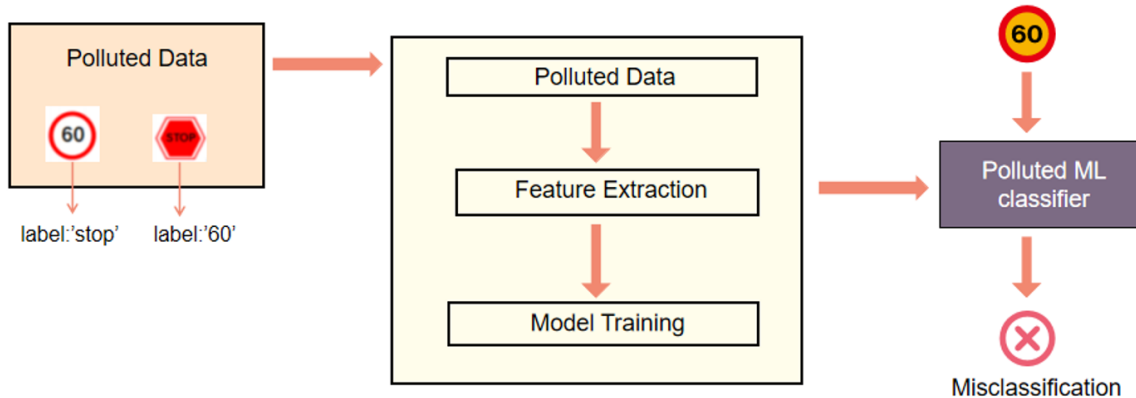 Polluted Data
60
STOP
label:'stop'
label:'60'
Polluted Data
Feature Extraction
Model Training
60
Polluted ML
classifier
Misclassification